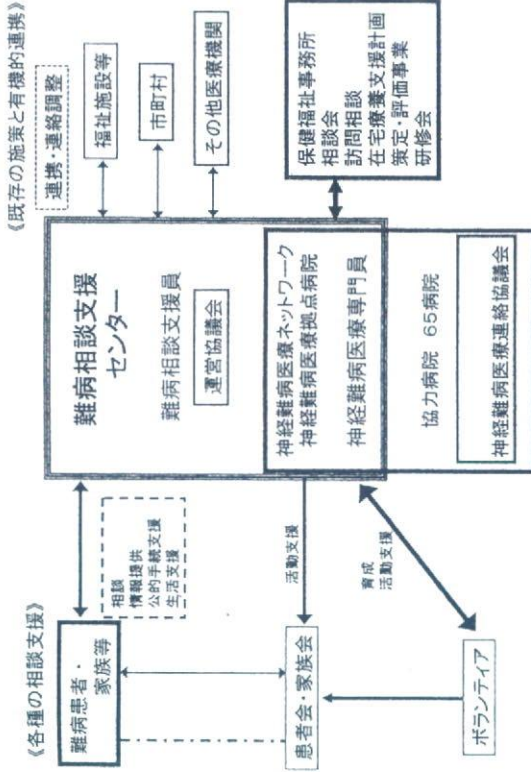 《各種の相談支援》
難病患者・
家族等
相談
情報提供
公的手続支援
生活支援
患者会・家族会
活動支援
育成
活動支援
ボランティア
難病相談支援
センター
難病相談支援員
運営協議会
神経難病医療ネットワーク
神経難病医療拠点病院
神経難病医療専門員
協力病院 65病院
神経難病医療連絡協議会
《既存の施策と有機的連携》
連携・連絡調整
福祉施設等
市町村
その他医療機関
保健福祉事務所
相談会
訪問相談
在宅療養支援計画
策定・評価事業
研修会